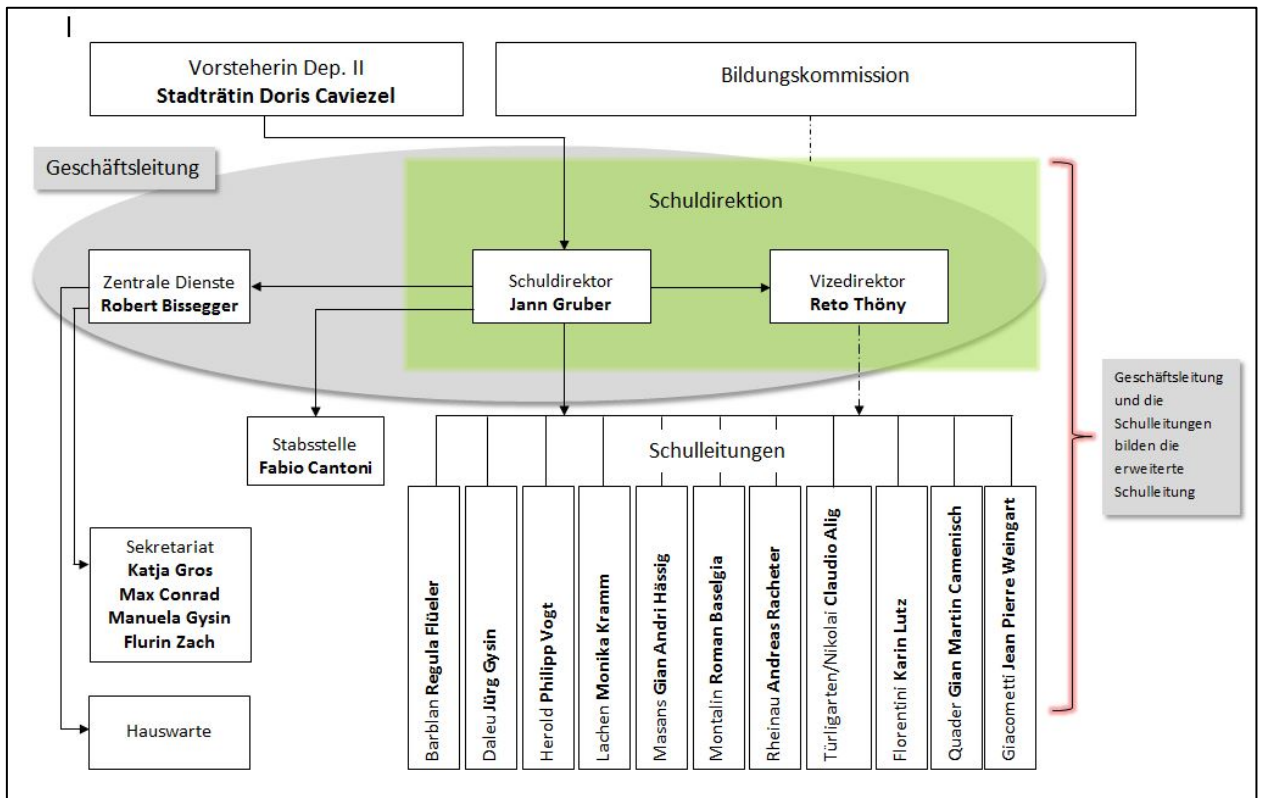 Vorsteherin Dep. II
Stadträtin Doris Caviezel
Bildungskommission
Geschäftsleitung
Schuldirektion
Zentrale Dienste
Robert Bissegger
Schuldirektor
Jann Gruber
Vizedirektor
Reto Thöny
Geschäftsleitung
und die
Schulleitungen
bilden die
erweiterte
Schulleitung
Stabsstelle
Fabio Cantoni
Schulleitungen
Sekretariat
Katja Gros
Max Conrad
Manuela Gysin
Flurin Zach
Hauswarte
Barblan Regula Flüeler
Daleu Jürg Gysin
Herold Philipp Vogt
Lachen Monika Kramm
Masans Gian Andri Hässig
Montalin Roman Baselgia
Rheinau Andreas Racheter
Türligarten/Nikolai Claudio Alig
Florentini Karin Lutz
Quader Gian Martin Camenisch
Giacometti Jean Pierre Weingart